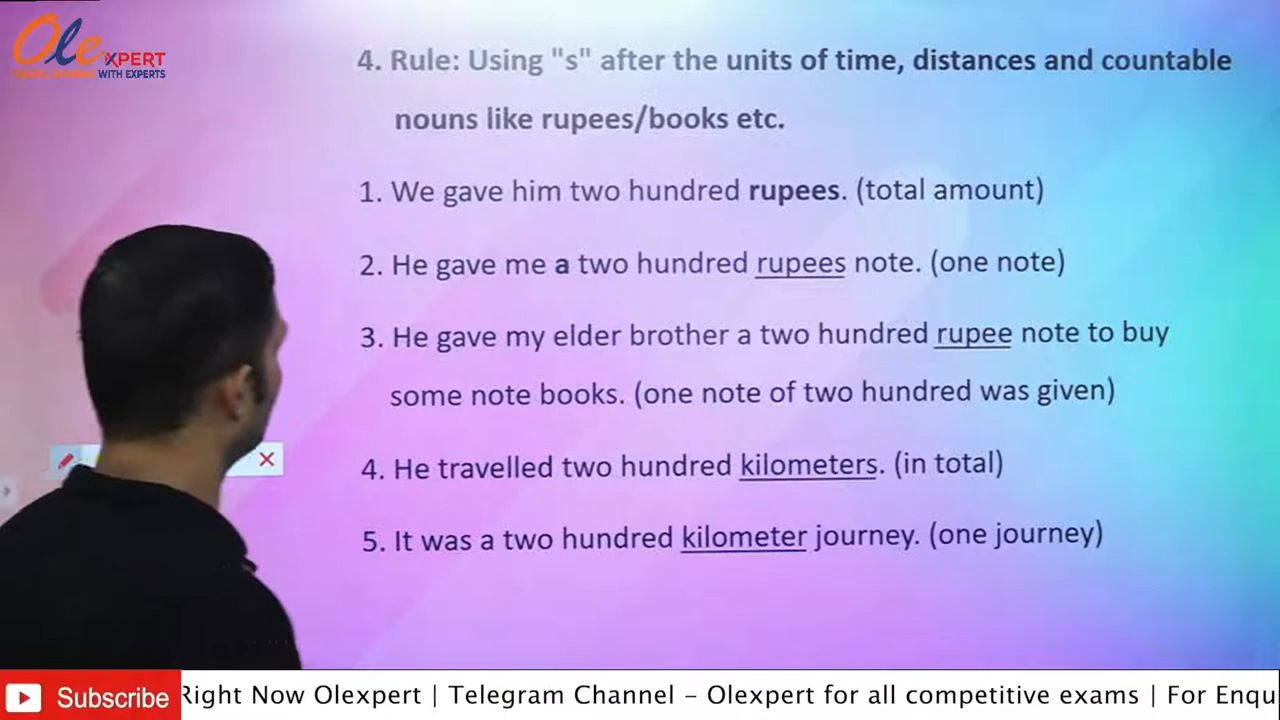 OleXPERT
ONLINE LEARNING WITH EXPERTS
4. Rule: Using "s" after the units of time, distances and countable
nouns like rupees/books etc.
1. We gave him two hundred rupees. (total amount)
2. He gave me a two hundred rupees note. (one note)
3. He gave my elder brother a two hundred rupee note to buy
some note books. (one note of two hundred was given)
4. He travelled two hundred kilometers. (in total)
5. It was a two hundred kilometer journey. (one journey)
Subscribe
Right Now Olexpert | Telegram Channel – Olexpert for all competitive exams | For Enqu